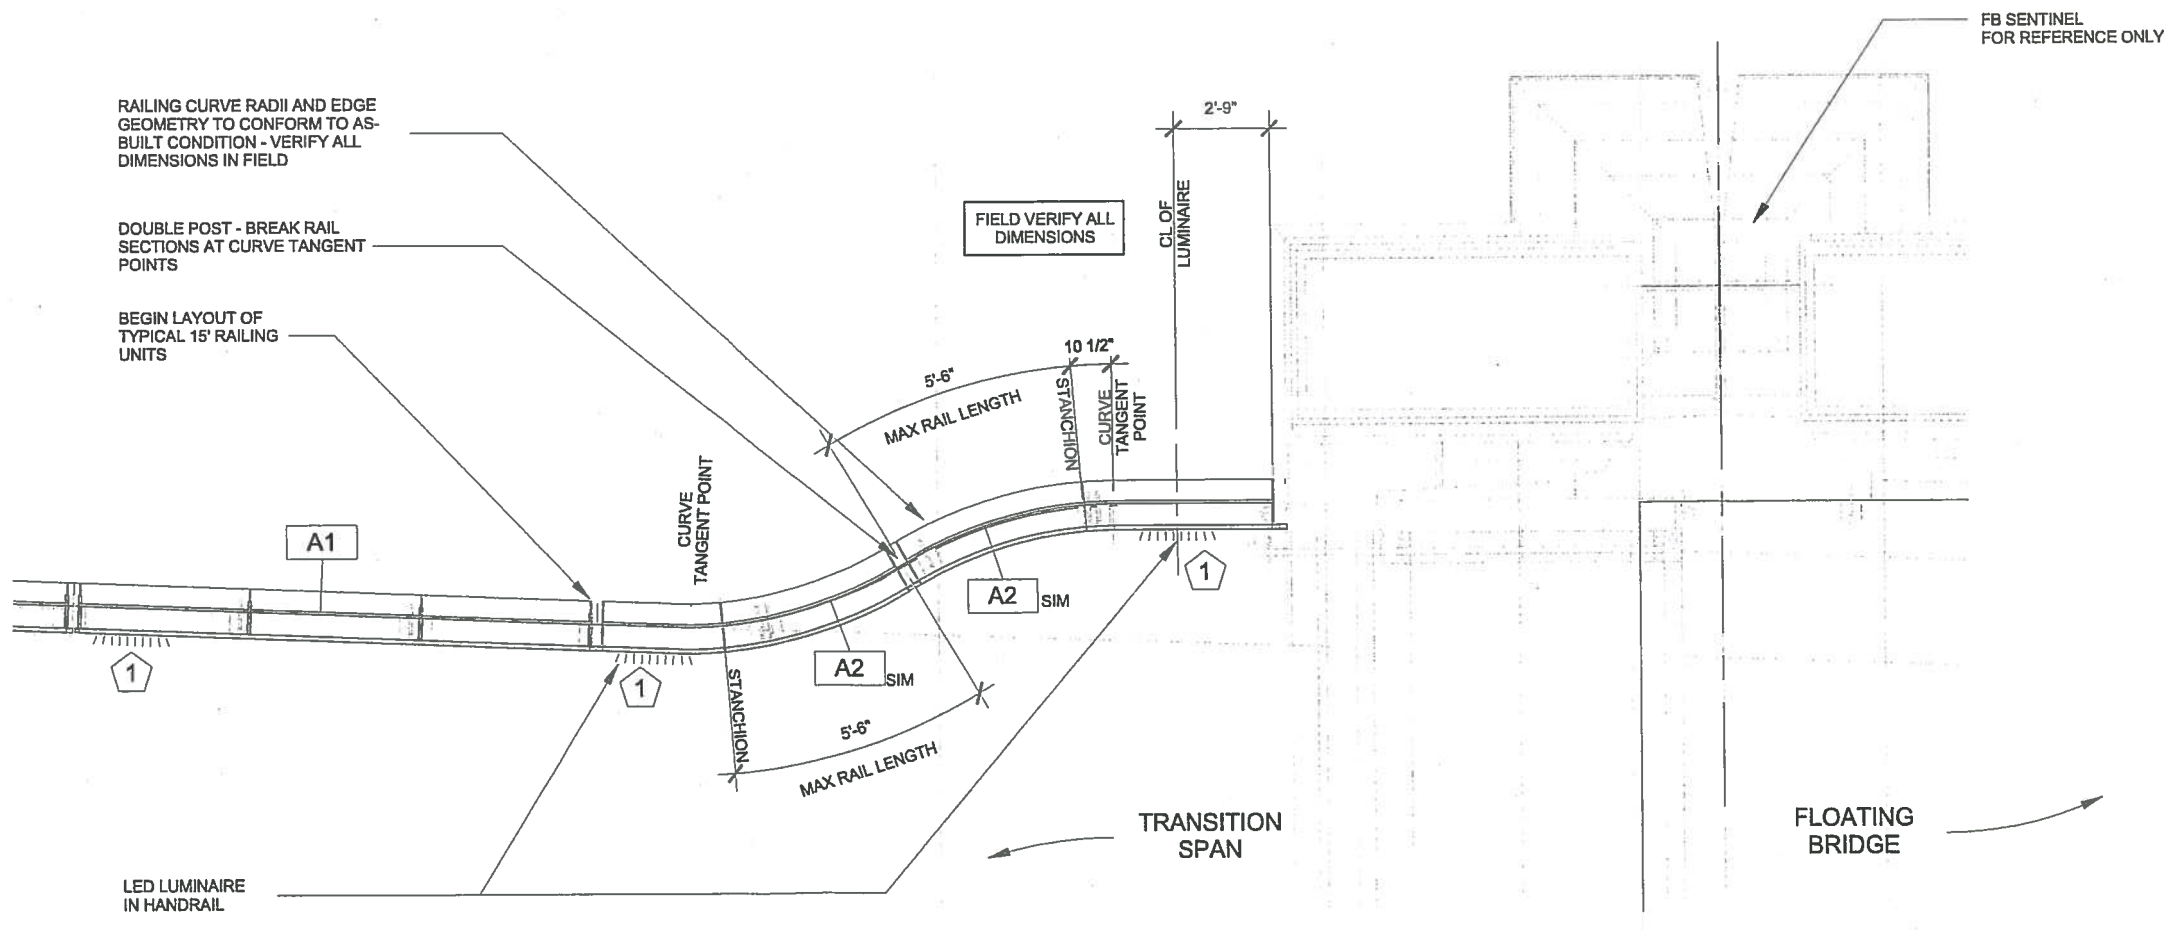 FB SENTINEL
FOR REFERENCE ONLY
RAILING CURVE RADII AND EDGE
GEOMETRY TO CONFORM TO AS-
BUILT CONDITION - VERIFY ALL
DIMENSIONS IN FIELD
2'-9"
CL OF
LUMINAIRE
FIELD VERIFY ALL
DIMENSIONS
DOUBLE POST - BREAK RAIL
SECTIONS AT CURVE TANGENT
POINTS
BEGIN LAYOUT OF
TYPICAL 15' RAILING
UNITS
10 1/2"
5'-6"
MAX RAIL LENGTH
STANCHION
CURVE
TANGENT
POINT
CURVE
TANGENT POINT
A1
1
1
1
A2
SIM
A2
SIM
STANCHION
5'-6"
MAX RAIL LENGTH
TRANSITION
SPAN
FLOATING
BRIDGE
LED LUMINAIRE
IN HANDRAIL